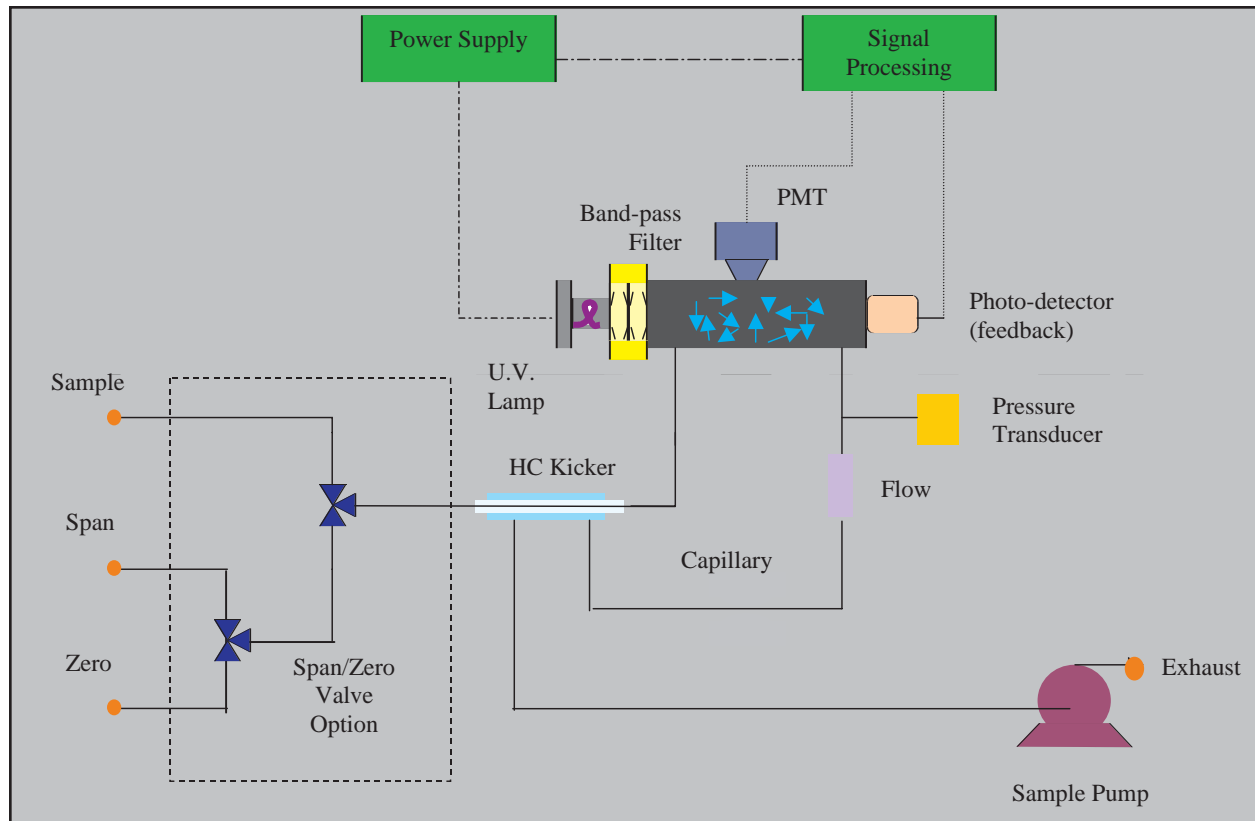 Power Supply
Signal
Processing
PMT
Band-pass
Filter
Photo-detector
(feedback)
U.V.
Lamp
Sample
Pressure
Transducer
HC Kicker
Flow
Span
Capillary
Zero
Span/Zero
Valve
Option
Exhaust
Sample Pump